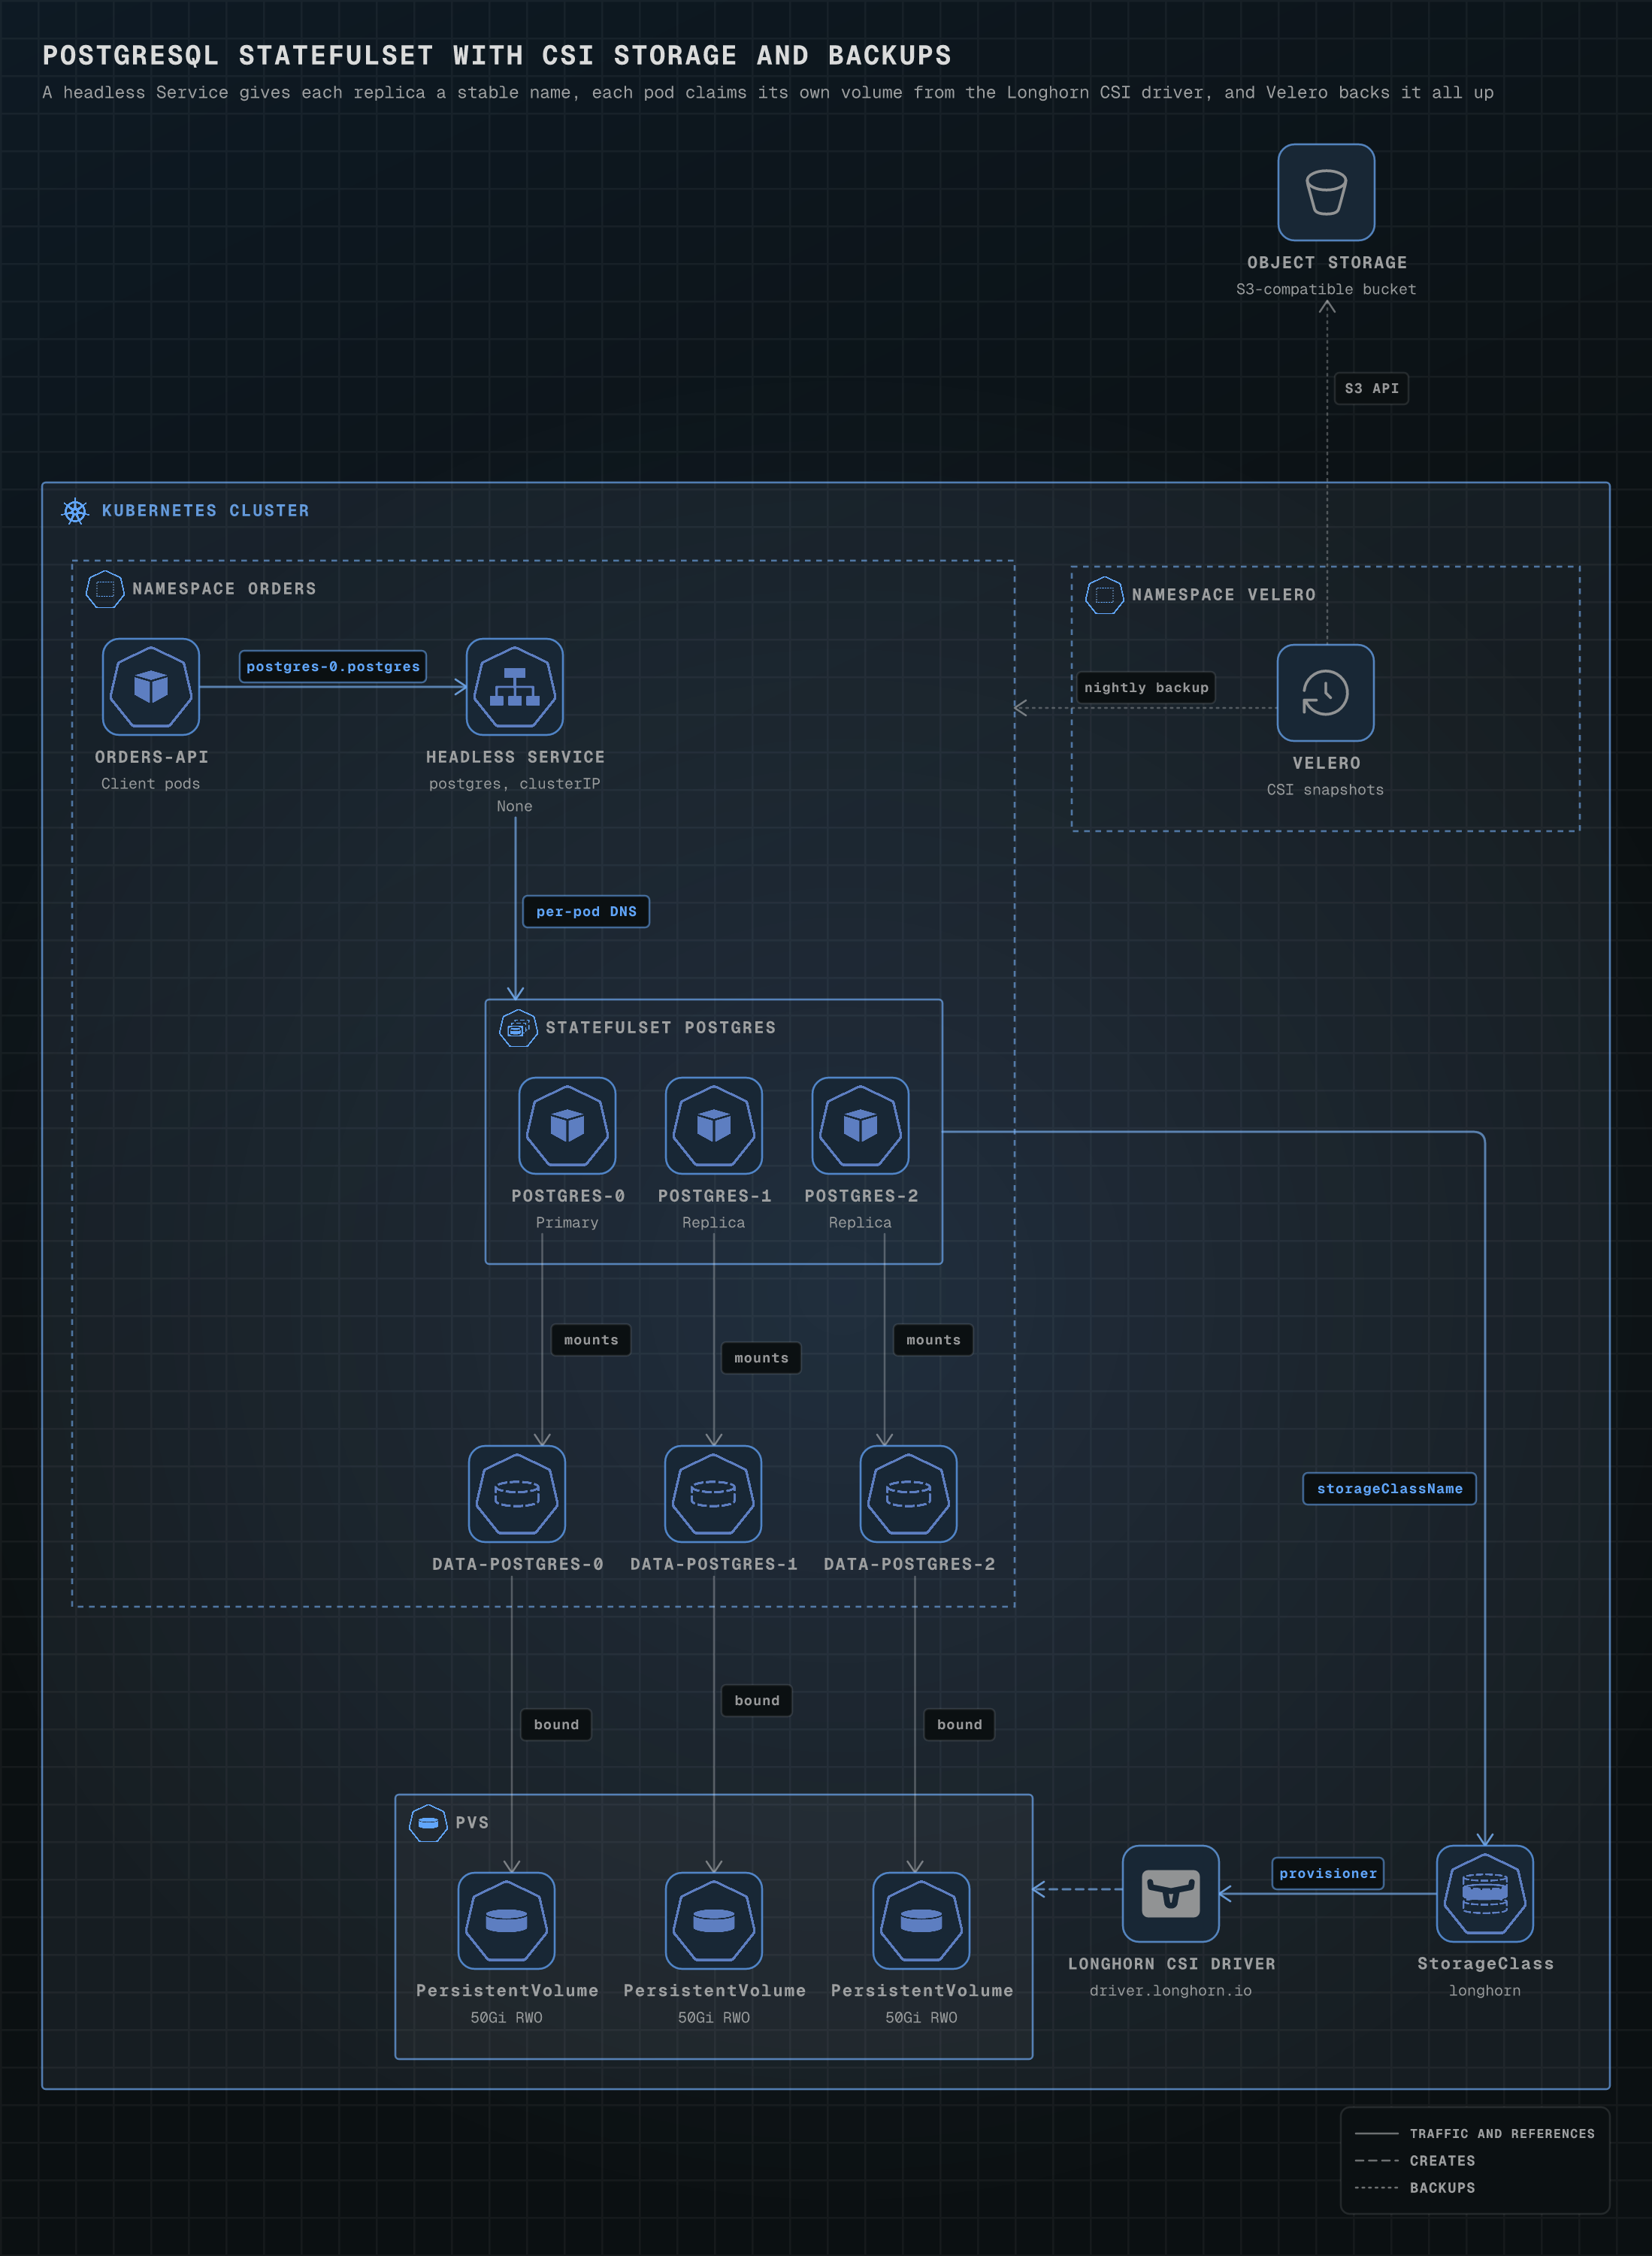 POSTGRESQL STATEFULSET WITH CSI STORAGE AND BACKUPS
A headless Service gives each replica a stable name, each pod claims its own volume from the Longhorn CSI driver, and Velero backs it all up
OBJECT STORAGE
S3-compatible bucket
S3 API
KUBERNETES CLUSTER
NAMESPACE ORDERS
NAMESPACE VELERO
postgres-0.postgres
nightly backup
ORDERS-API
Client pods
HEADLESS SERVICE
postgres, clusterIP
None
VELERO
CSI snapshots
per-pod DNS
STATEFULSET POSTGRES
POSTGRES-0
Primary
POSTGRES-1
Replica
POSTGRES-2
Replica
mounts
mounts
mounts
storageClassName
DATA-POSTGRES-0
DATA-POSTGRES-1
DATA-POSTGRES-2
bound
bound
bound
PVS
provisioner
PersistentVolume
50Gi RWO
PersistentVolume
50Gi RWO
PersistentVolume
50Gi RWO
LONGHORN CSI DRIVER
driver.longhorn.io
StorageClass
longhorn
TRAFFIC AND REFERENCES
CREATES
BACKUPS